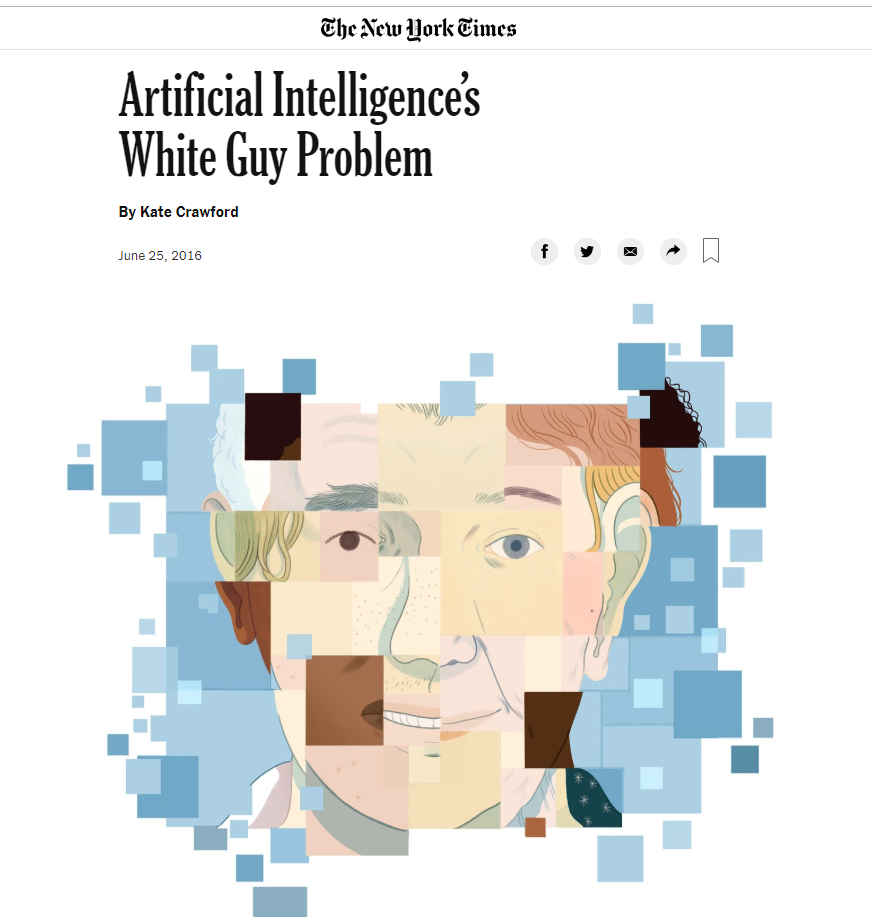 The New York Times
Artificial Intelligence’s
White Guy Problem
By Kate Crawford
June 25, 2016